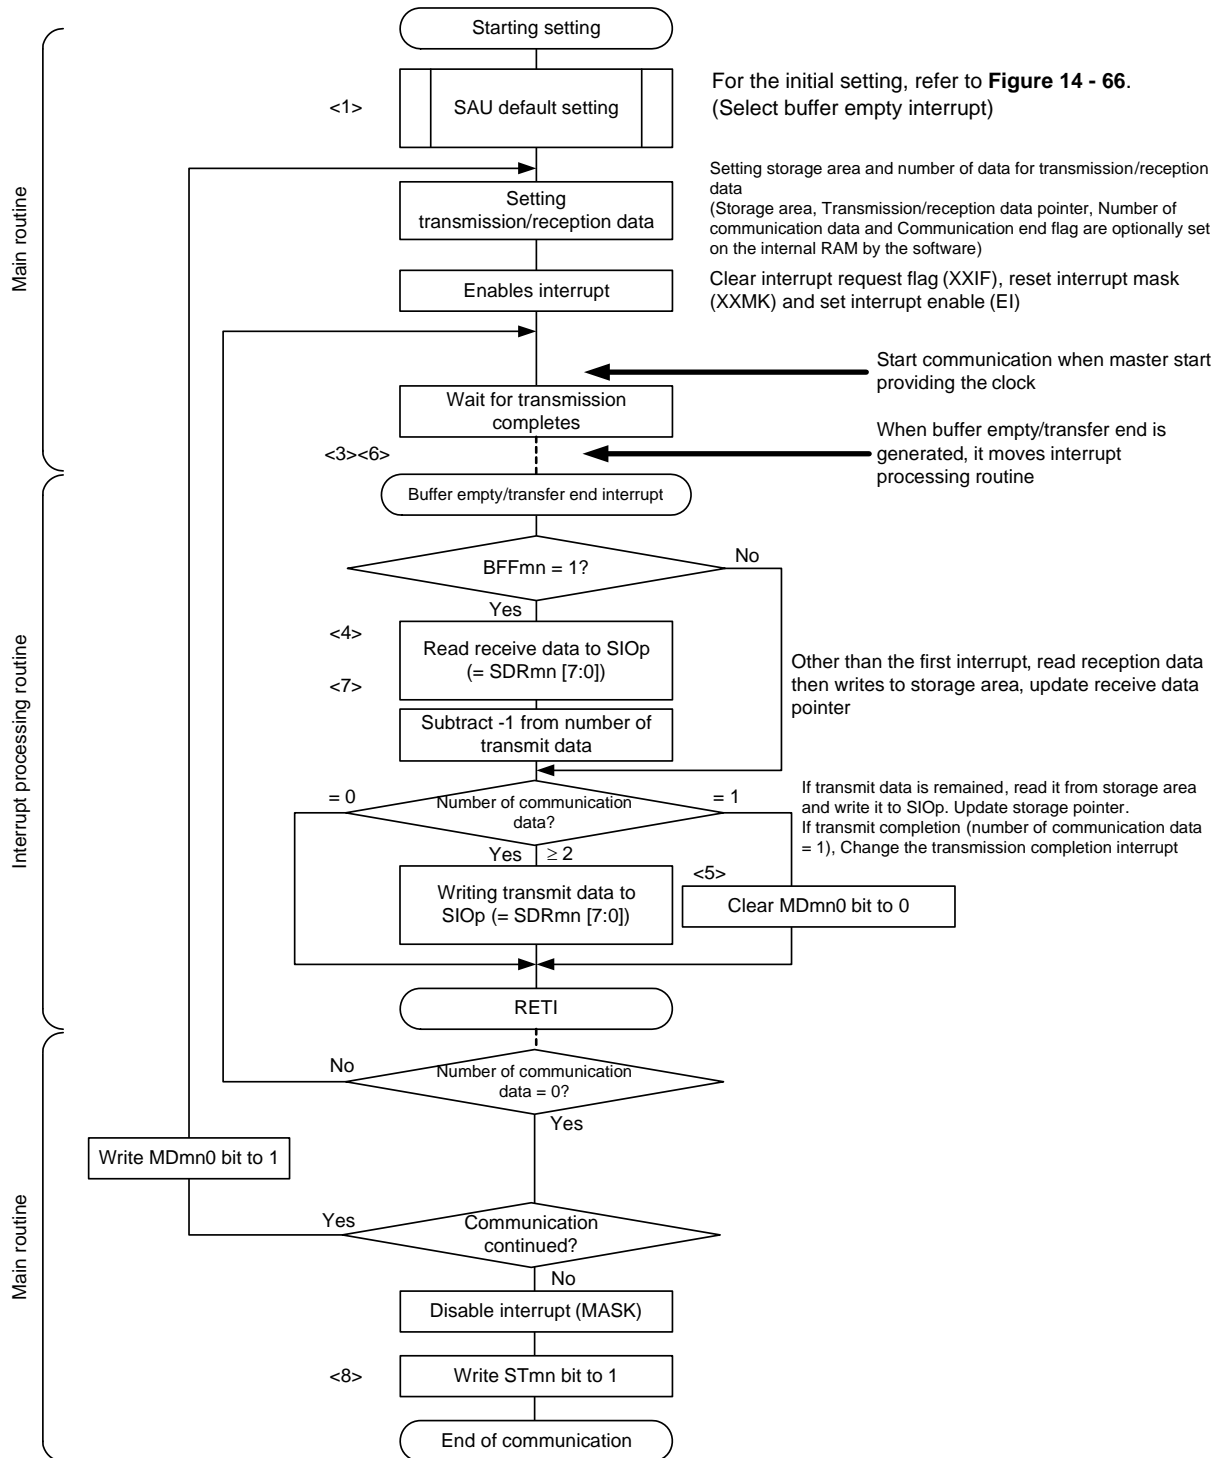 Starting setting
<1>
SAU default setting
For the initial setting, refer to Figure 14 - 66.
(Select buffer empty interrupt)
Main routine
Setting
transmission/reception data
Setting storage area and number of data for transmission/reception
data
(Storage area, Transmission/reception data pointer, Number of
communication data and Communication end flag are optionally set
on the internal RAM by the software)
Enables interrupt
Clear interrupt request flag (XXIF), reset interrupt mask
(XXMK) and set interrupt enable (EI)
Start communication when master start
providing the clock
Wait for transmission
completes
<3><6>
When buffer empty/transfer end is
generated, it moves interrupt
processing routine
Buffer empty/transfer end interrupt
Interrupt processing routine
BFFmn = 1?
No
Yes
<4>
Read receive data to SIOp
(= SDRmn [7:0])
<7>
Other than the first interrupt, read reception data
then writes to storage area, update receive data
pointer
Subtract -1 from number of
transmit data
= 0
Number of communication
data?
= 1
Yes ≥ 2
If transmit data is remained, read it from storage area
and write it to SIOp. Update storage pointer.
If transmit completion (number of communication data
= 1), Change the transmission completion interrupt
Writing transmit data to
SIOp (= SDRmn [7:0])
<5>
Clear MDmn0 bit to 0
RETI
Main routine
No
Number of communication
data = 0?
Yes
Write MDmn0 bit to 1
Yes
Communication
continued?
No
Disable interrupt (MASK)
<8>
Write STmn bit to 1
End of communication